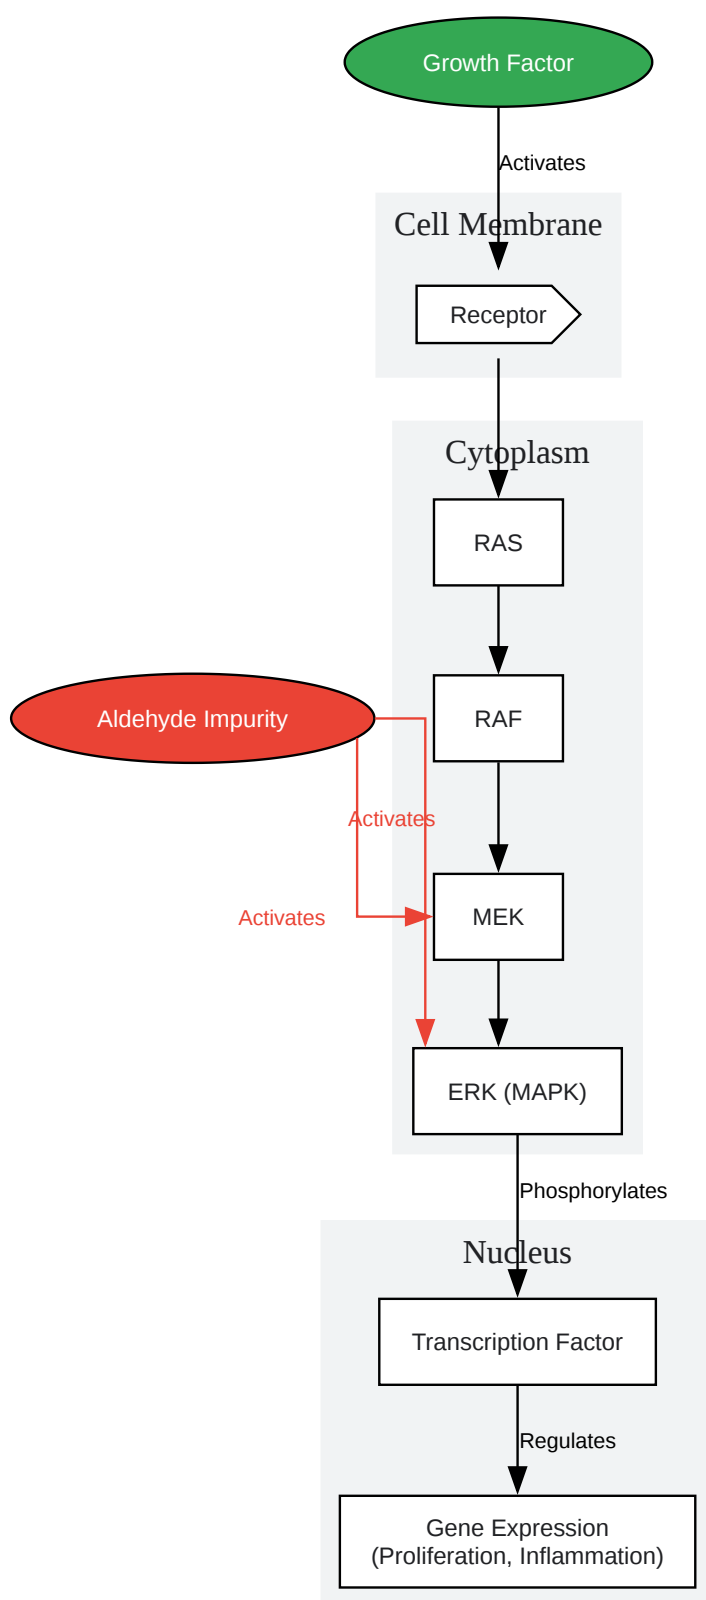 Growth Factor
Activates
Cell Membrane
Receptor
Cytoplasm
RAS
Aldehyde Impurity
RAF
Activates
Activates
MEK
ERK (MAPK)
Phosphorylates
Nucleus
Transcription Factor
Regulates
Gene Expression
(Proliferation, Inflammation)